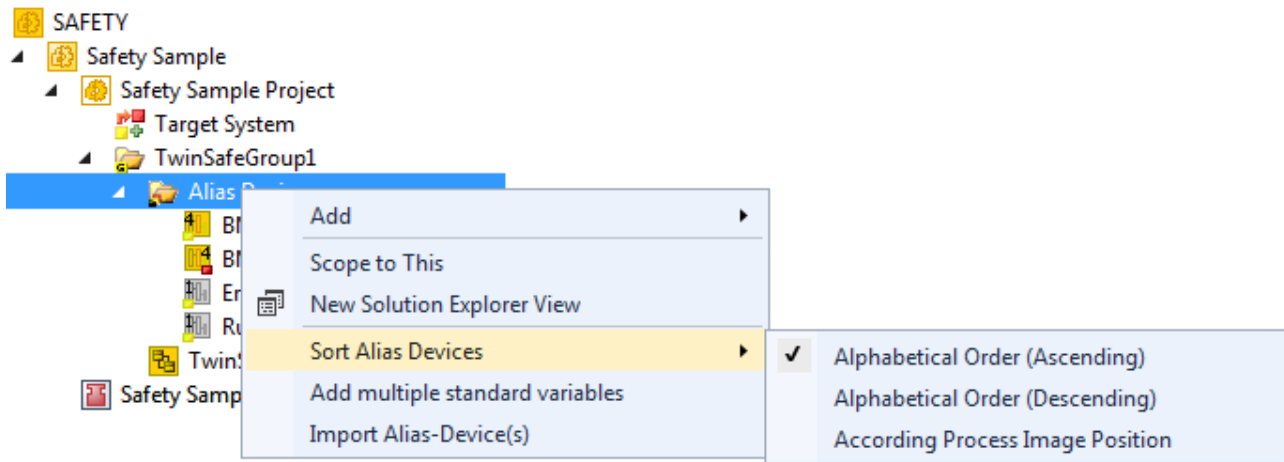 SAFETY
Safety Sample
Safety Sample Project
Target System
TwinSafeGroup1
Alias
Add
Scope to This
New Solution Explorer View
Sort Alias Devices
Add multiple standard variables
Import Alias-Device(s)
Alphabetical Order (Ascending)
Alphabetical Order (Descending)
According Process Image Position
Er
Ru
Safety Samp